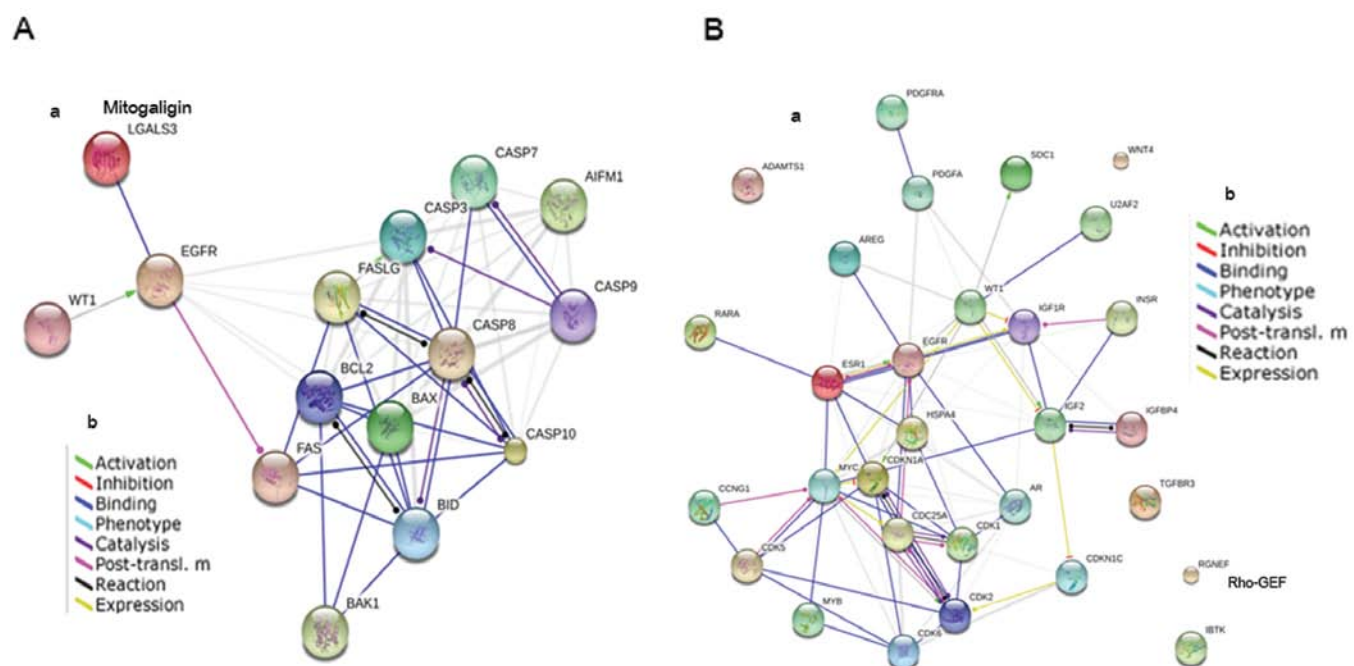 A
a
Mitogaligin
LGALS3
CASP7
AIFM1
CASP3
EGFR
FASLG
CASP9
WT1
CASP8
BCL2
BAX
b
FAS
CASP10
BID
BAK1
Activation
Inhibition
Binding
Phenotype
Catalysis
Post-transl. m
Reaction
Expression
B
a
PDGFRA
ADAMTS1
SDC1
WNT4
PDGFA
U2AF2
AREG
WT1
IGF1R
INSR
RARA
EGFR
ESR1
HSPA4
IGF2
IGFBP4
MYC
CDKN1A
CCNG1
AR
TGFBR3
CDC25A
CDK1
CDK5
CDKN1C
RGNEF
Rho-GEF
MYB
CDK2
CDK6
IBTK
b
Activation
Inhibition
Binding
Phenotype
Catalysis
Post-transl. m
Reaction
Expression